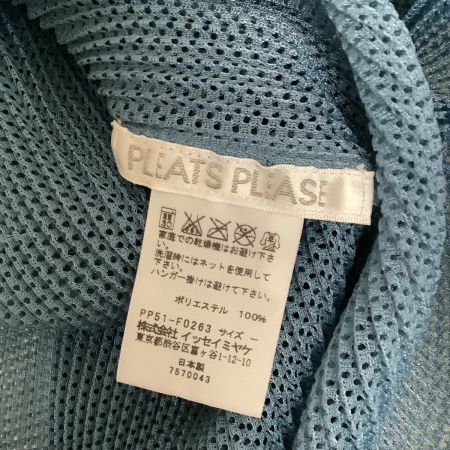 PLEATS PLEASE
家庭での乾燥機はお避け下さい。
洗濯時にはネットを使用して下さい。
ハンガー掛けは避けて下さい。
ポリエステル 100%
PP51-F0263 サイズ ー
株式会社 イッセイミヤケ
東京都渋谷区富ヶ谷1-12-10
日本製
7570043